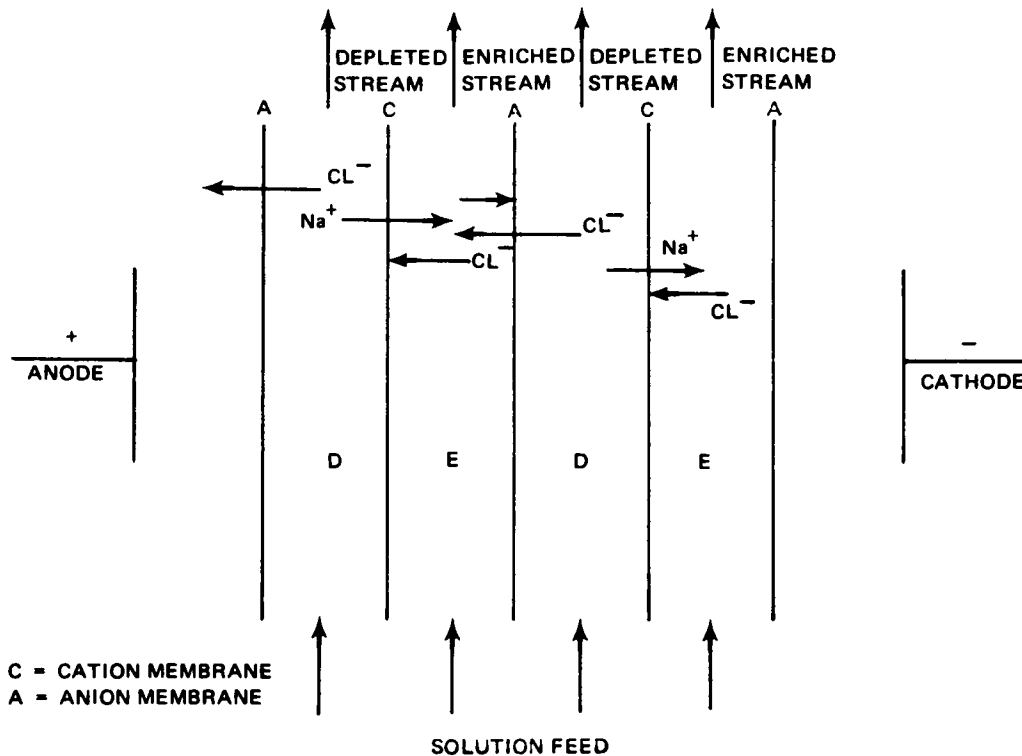 DEPLETED STREAM
ENRICHED STREAM
DEPLETED STREAM
ENRICHED STREAM
A
C
A
C
A
CL⁻
Na⁺
CL⁻
CL⁻
Na⁺
CL⁻
+
ANODE
−
CATHODE
D
E
D
E
C = CATION MEMBRANE
A = ANION MEMBRANE
SOLUTION FEED